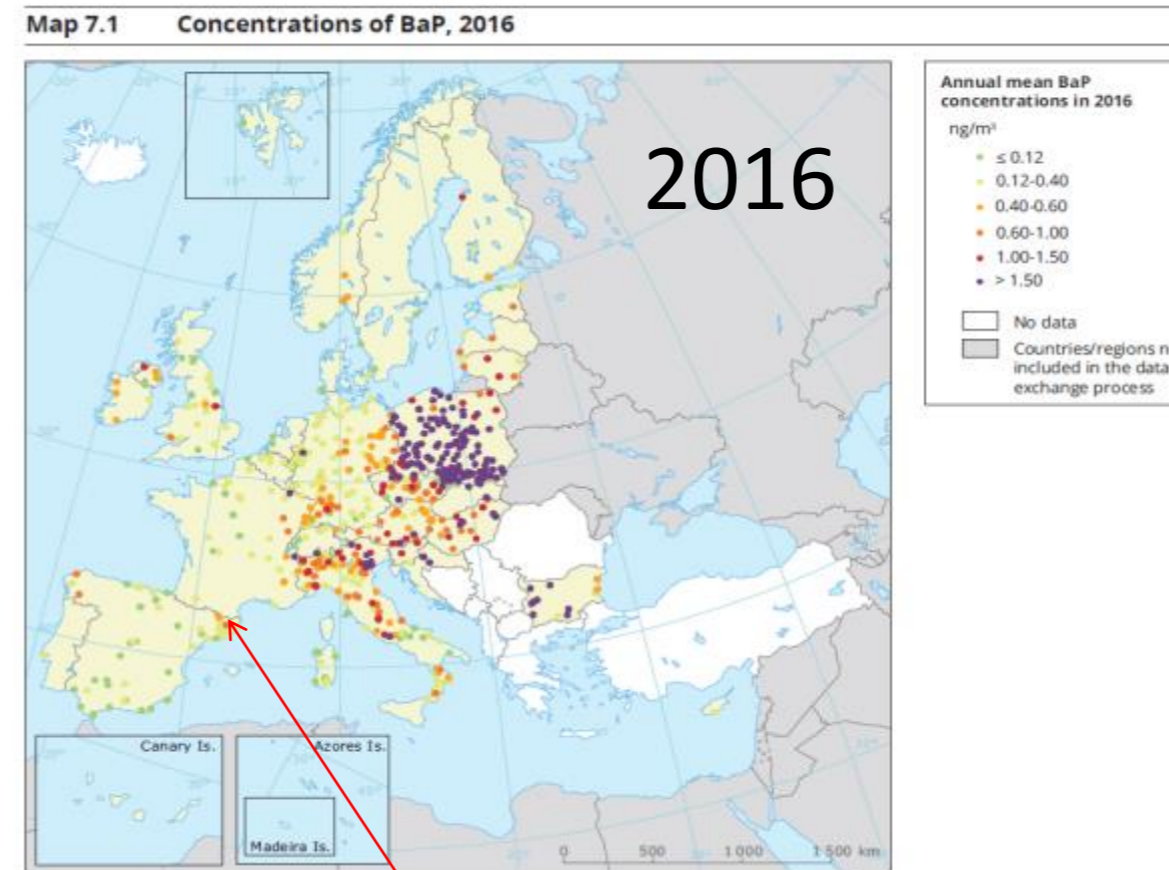 Map 7.1 Concentrations of BaP, 2016
2016
Annual mean BaP
concentrations in 2016
ng/m³
≤ 0.12
0.12-0.40
0.40-0.60
0.60-1.00
1.00-1.50
> 1.50
No data
Countries/regions n
included in the data
exchange process
Canary Is.
Azores Is.
Madeira Is.
0 500 1 000 1 500 km